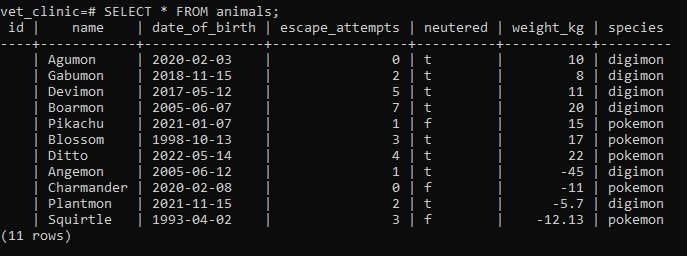 vet_clinic=# SELECT * FROM animals;
 id |    name    | date_of_birth | escape_attempts | neutered | weight_kg | species
----+------------+---------------+-----------------+----------+-----------+---------
    | Agumon     | 2020-02-03    |               0 | t        |        10 | digimon
    | Gabumon    | 2018-11-15    |               2 | t        |         8 | digimon
    | Devimon    | 2017-05-12    |               5 | t        |        11 | digimon
    | Boarmon    | 2005-06-07    |               7 | t        |        20 | digimon
    | Pikachu    | 2021-01-07    |               1 | f        |        15 | pokemon
    | Blossom    | 1998-10-13    |               3 | t        |        17 | pokemon
    | Ditto      | 2022-05-14    |               4 | t        |        22 | pokemon
    | Angemon    | 2005-06-12    |               1 | t        |       -45 | digimon
    | Charmander | 2020-02-08    |               0 | f        |       -11 | pokemon
    | Plantmon   | 2021-11-15    |               2 | t        |      -5.7 | digimon
    | Squirtle   | 1993-04-02    |               3 | f        |    -12.13 | pokemon
(11 rows)